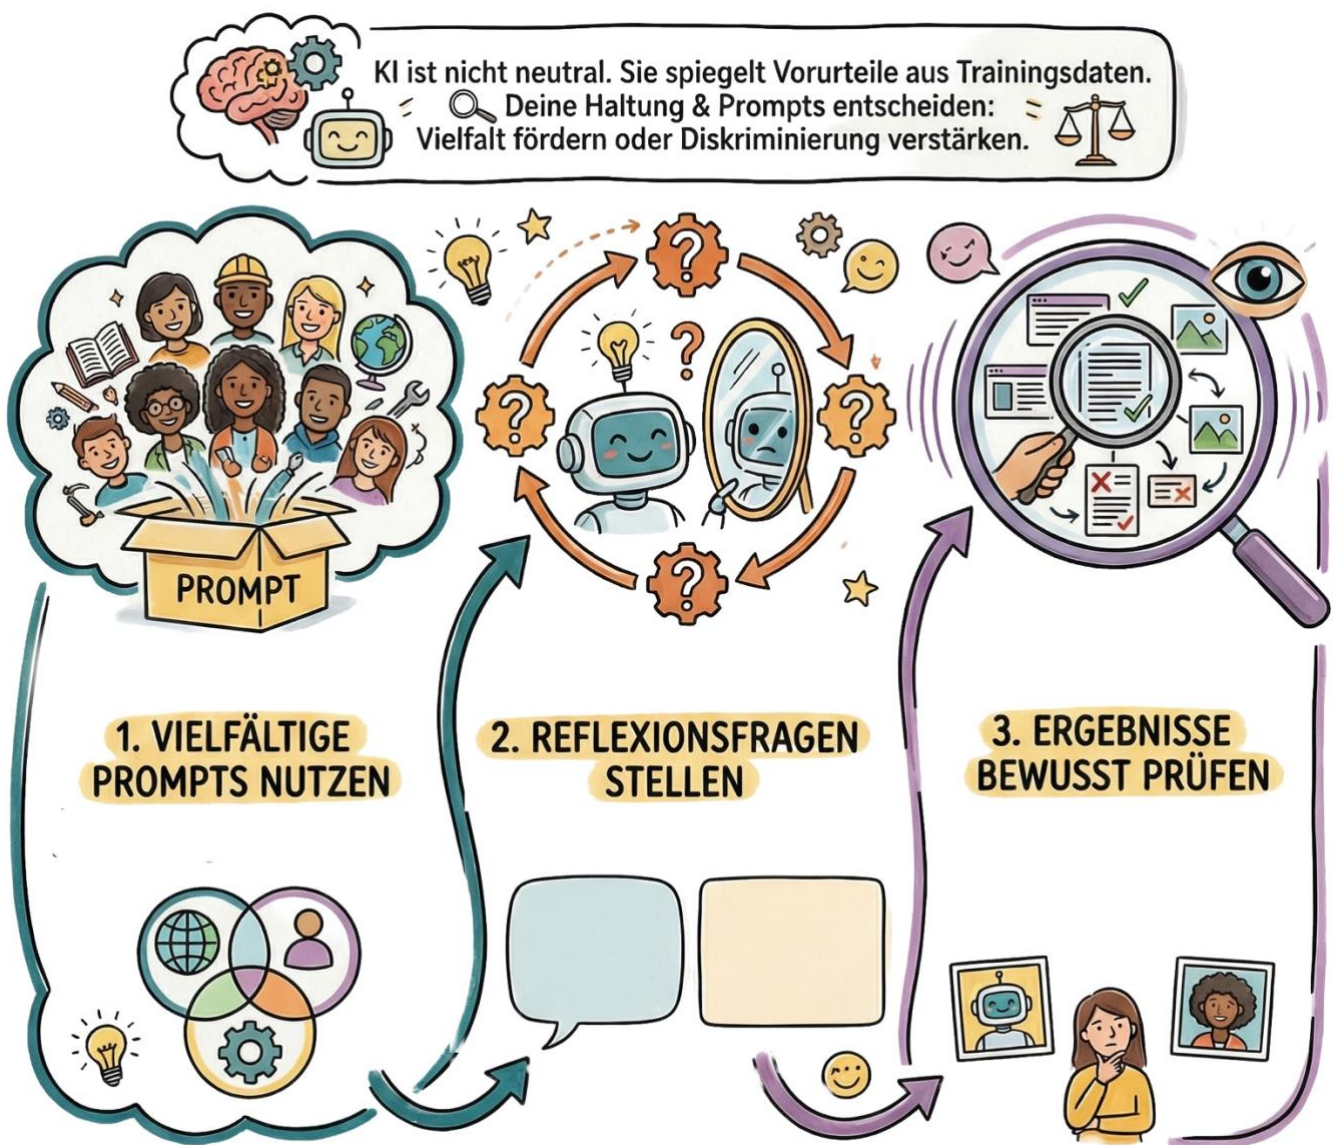 KI ist nicht neutral. Sie spiegelt Vorurteile aus Trainingsdaten.
Deine Haltung & Prompts entscheiden:
Vielfalt fördern oder Diskriminierung verstärken.
PROMPT
1. VIELFÄLTIGE
PROMPTS NUTZEN
2. REFLEXIONSFRAGEN
STELLEN
3. ERGEBNISSE
BEWUSST PRÜFEN